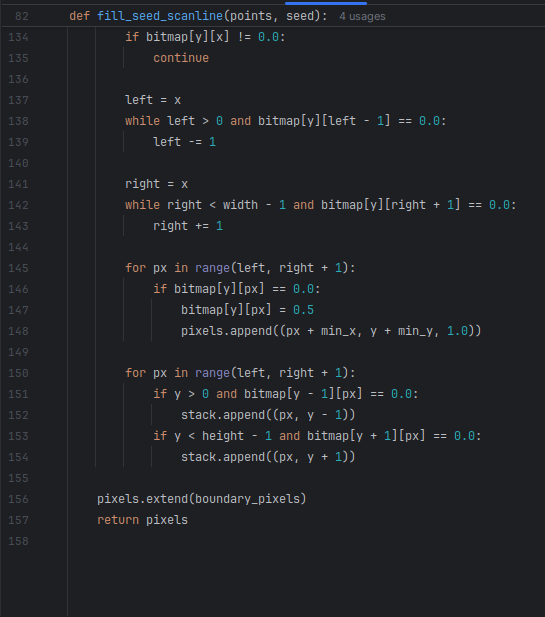 82 def fill_seed_scanline(points, seed): 4 usages
134 if bitmap[y][x] != 0.0:
135 continue
136
137 left = x
138 while left > 0 and bitmap[y][left - 1] == 0.0:
139 left -= 1
140
141 right = x
142 while right < width - 1 and bitmap[y][right + 1] == 0.0:
143 right += 1
144
145 for px in range(left, right + 1):
146 if bitmap[y][px] == 0.0:
147 bitmap[y][px] = 0.5
148 pixels.append((px + min_x, y + min_y, 1.0))
149
150 for px in range(left, right + 1):
151 if y > 0 and bitmap[y - 1][px] == 0.0:
152 stack.append((px, y - 1))
153 if y < height - 1 and bitmap[y + 1][px] == 0.0:
154 stack.append((px, y + 1))
155
156 pixels.extend(boundary_pixels)
157 return pixels
158